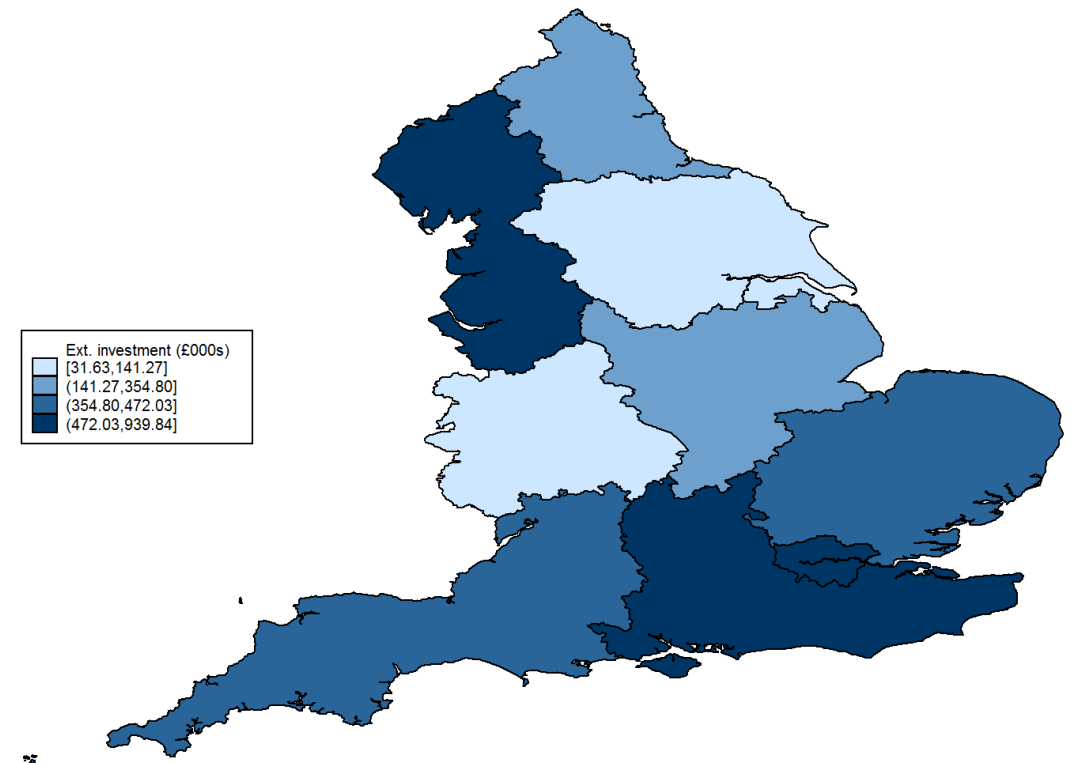 Ext. investment (£000s)
[31.63,141.27]
(141.27,354.80]
(354.80,472.03]
(472.03,939.84]